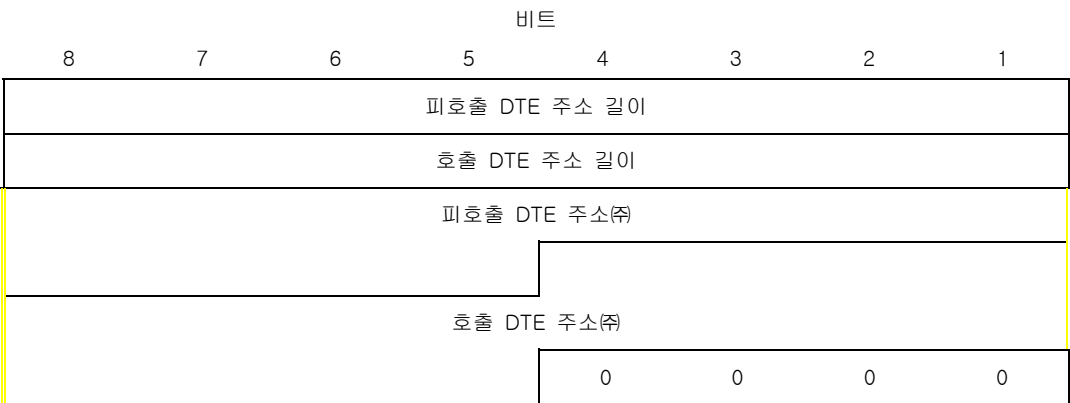 비트
8 7 6 5 4 3 2 1
피호출 DTE 주소 길이
호출 DTE 주소 길이
피호출 DTE 주소㈜
호출 DTE 주소㈜
0 0 0 0